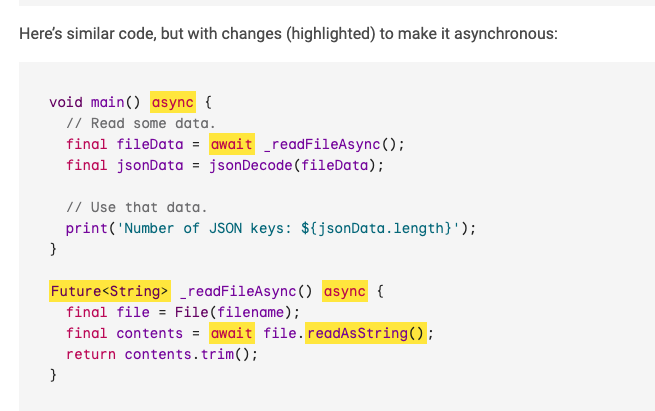 Here’s similar code, but with changes (highlighted) to make it asynchronous:
void main() async {
  // Read some data.
  final fileData = await _readFileAsync();
  final jsonData = jsonDecode(fileData);

  // Use that data.
  print('Number of JSON keys: ${jsonData.length}');
}

Future<String> _readFileAsync() async {
  final file = File(filename);
  final contents = await file.readAsString();
  return contents.trim();
}